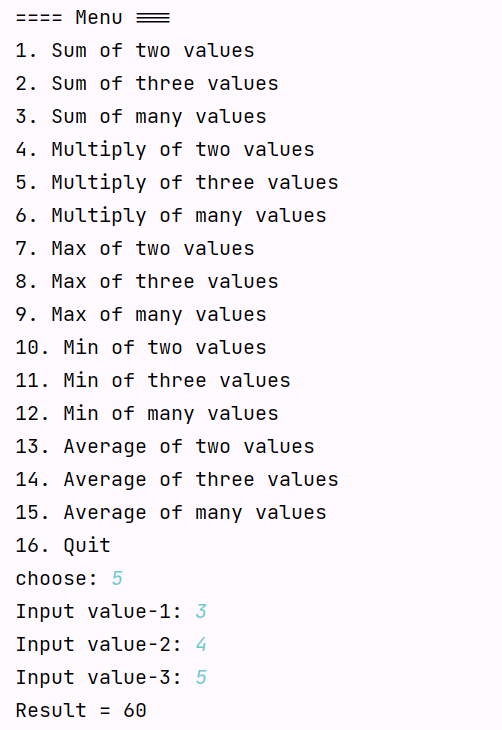 ==== Menu ===
1. Sum of two values
2. Sum of three values
3. Sum of many values
4. Multiply of two values
5. Multiply of three values
6. Multiply of many values
7. Max of two values
8. Max of three values
9. Max of many values
10. Min of two values
11. Min of three values
12. Min of many values
13. Average of two values
14. Average of three values
15. Average of many values
16. Quit
choose: 5
Input value-1: 3
Input value-2: 4
Input value-3: 5
Result = 60